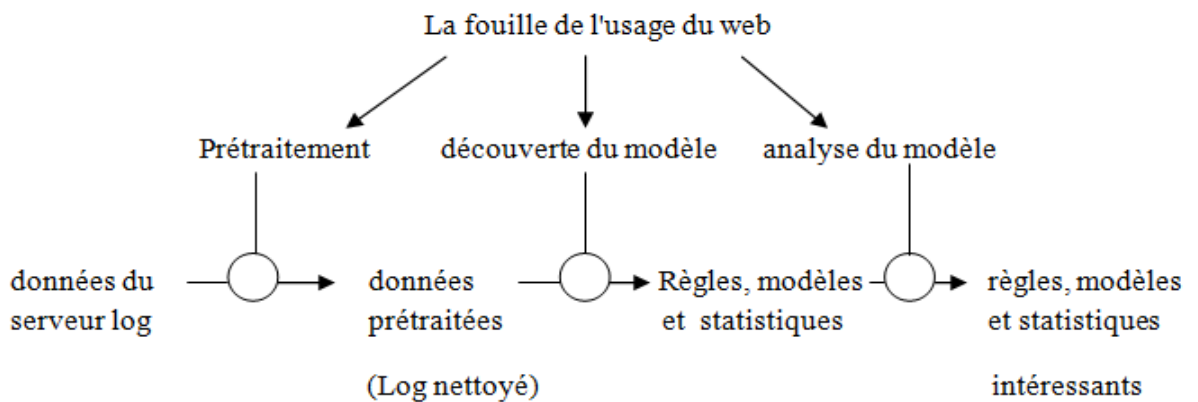 La fouille de l'usage du web
Prétraitement découverte du modèle analyse du modèle
données du données Règles, modèles règles, modèles
serveur log prétraitées et statistiques et statistiques
(Log nettoyé) intéressants